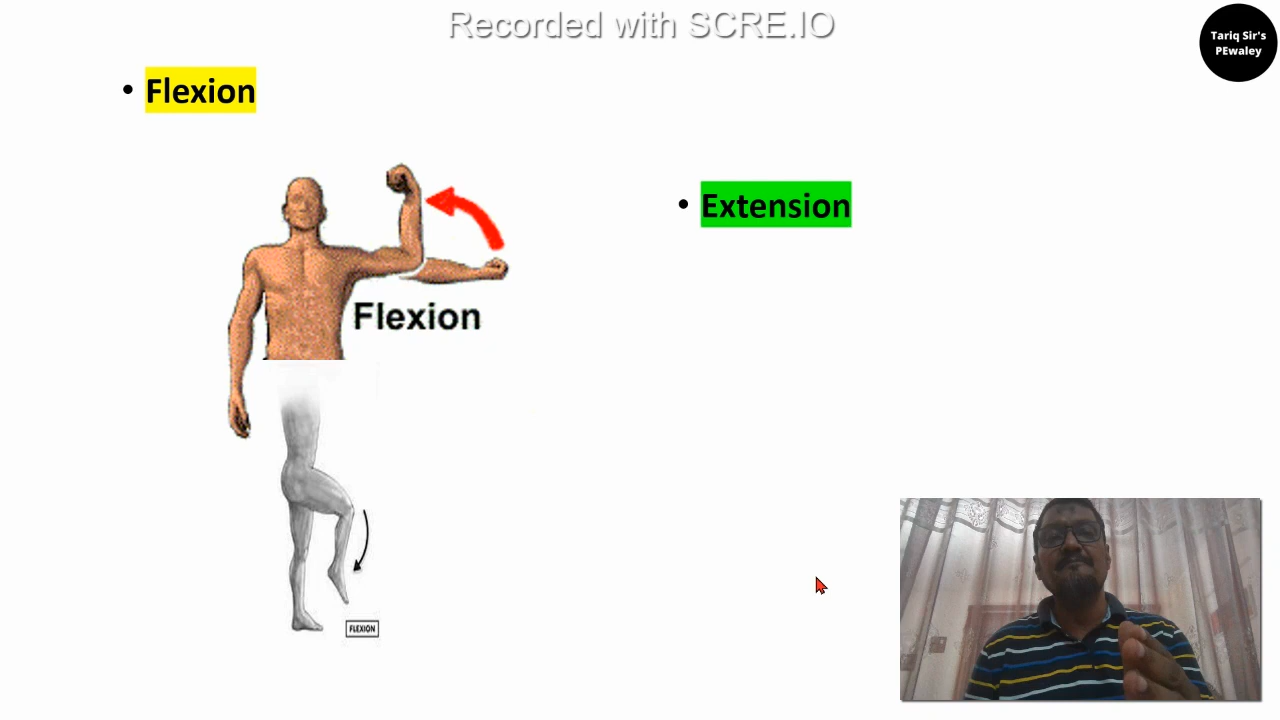 Recorded with SCRE.IO
Tariq Sir's
PEwaley
• Flexion
• Extension
Flexion
FLEXION